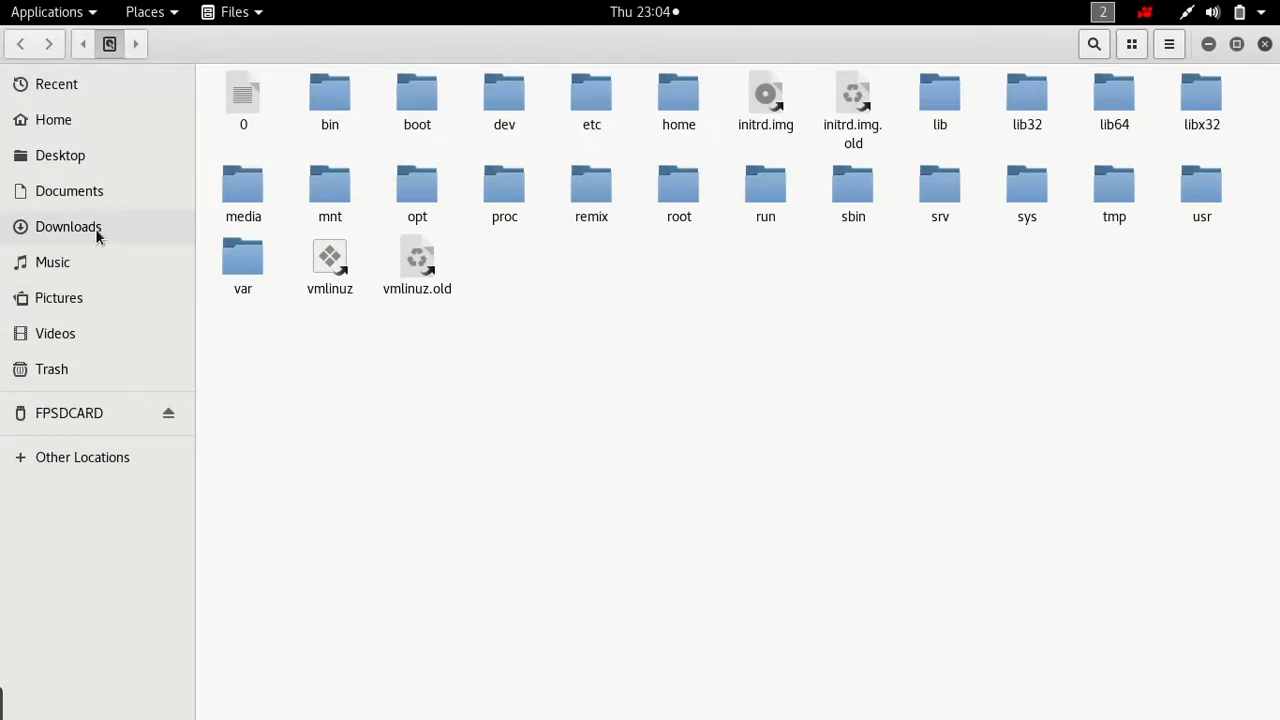 Applications Places Files Thu 23:04 2
Recent
Home
Desktop
Documents
Downloads
Music
Pictures
Videos
Trash
FPSDCARD
Other Locations
0 bin boot dev etc home initrd.img initrd.img. lib lib32 lib64 libx32
old
media mnt opt proc remix root run sbin srv sys tmp usr
var vmlinuz vmlinuz.old